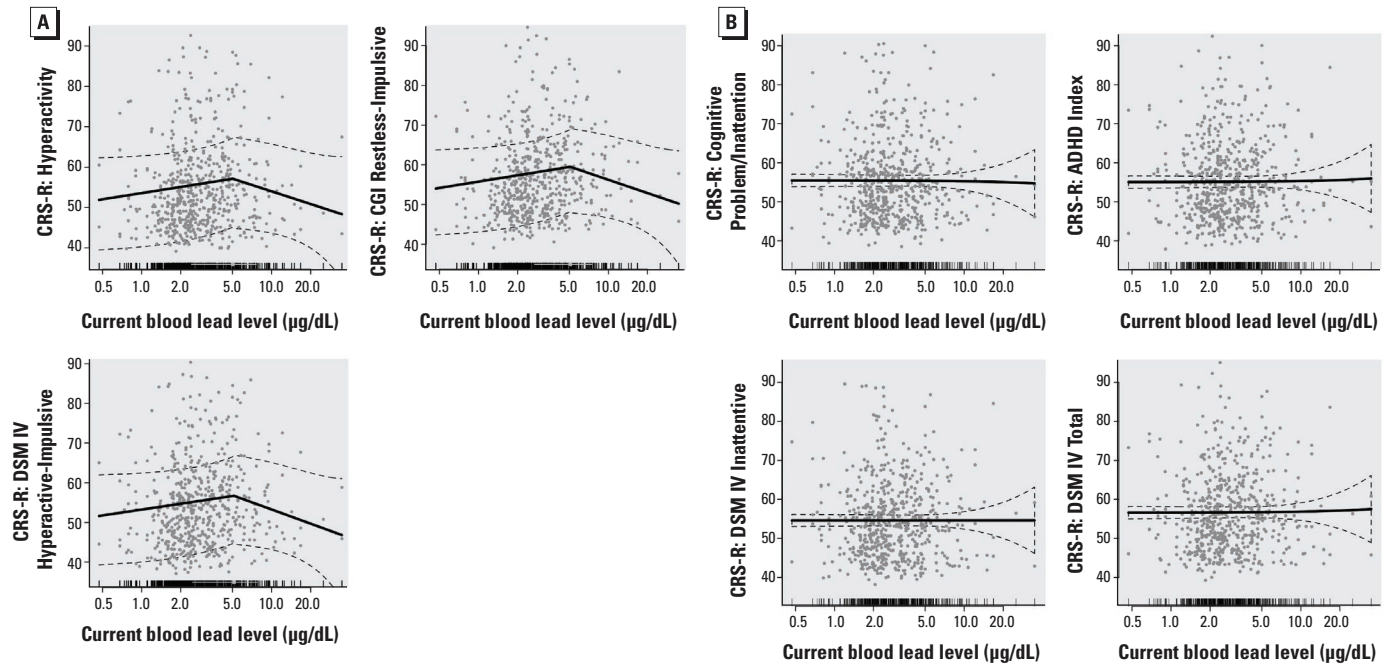 A
CRS-R: Hyperactivity
90
80
70
60
50
40
0.5 1.0 2.0 5.0 10.0 20.0
Current blood lead level (µg/dL)
CRS-R: CGI Restless-Impulsive
90
80
70
60
50
40
0.5 1.0 2.0 5.0 10.0 20.0
Current blood lead level (µg/dL)
CRS-R: DSM IV
Hyperactive-Impulsive
90
80
70
60
50
40
0.5 1.0 2.0 5.0 10.0 20.0
Current blood lead level (µg/dL)
B
CRS-R: Cognitive
Problem/Inattention
90
80
70
60
50
40
0.5 1.0 2.0 5.0 10.0 20.0
Current blood lead level (µg/dL)
CRS-R: ADHD Index
90
80
70
60
50
40
0.5 1.0 2.0 5.0 10.0 20.0
Current blood lead level (µg/dL)
CRS-R: DSM IV Inattentive
90
80
70
60
50
40
0.5 1.0 2.0 5.0 10.0 20.0
Current blood lead level (µg/dL)
CRS-R: DSM IV Total
90
80
70
60
50
40
0.5 1.0 2.0 5.0 10.0 20.0
Current blood lead level (µg/dL)